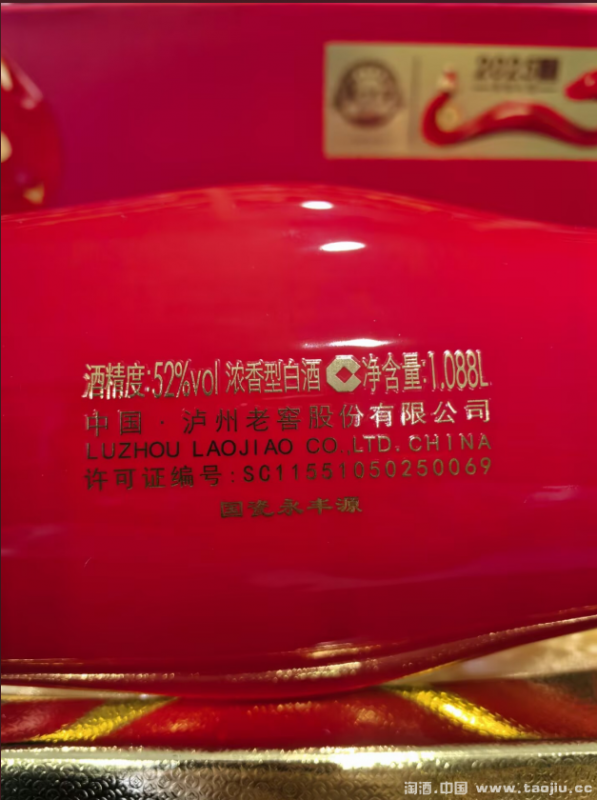 酒精度:52%vol 浓香型白酒 净含量:1.088L
中国·泸州老窖股份有限公司
LUZHOU LAOJIAO CO.,LTD. CHINA
许可证编号:SC11551050250069
国瓷永丰源
淘酒.中国 www.taojiu.cc